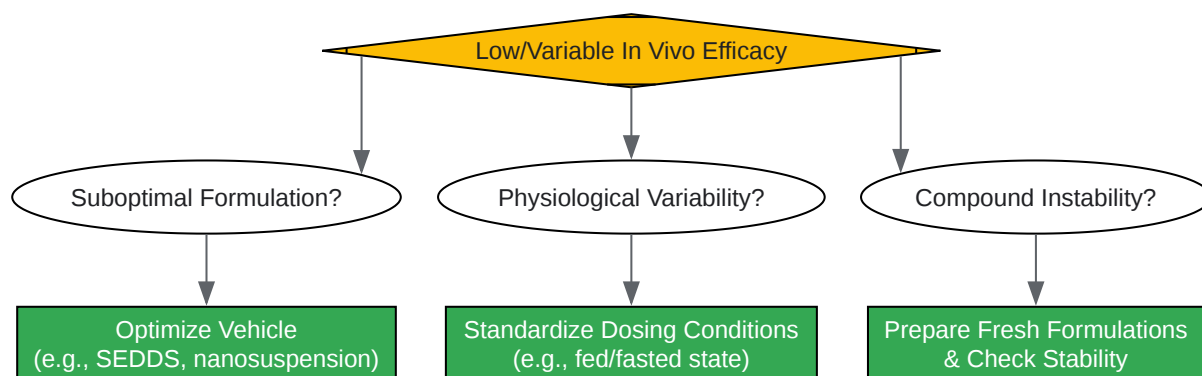 Low/Variable In Vivo Efficacy
Suboptimal Formulation?
Physiological Variability?
Compound Instability?
Optimize Vehicle
(e.g., SEDDS, nanosuspension)
Standardize Dosing Conditions
(e.g., fed/fasted state)
Prepare Fresh Formulations
& Check Stability